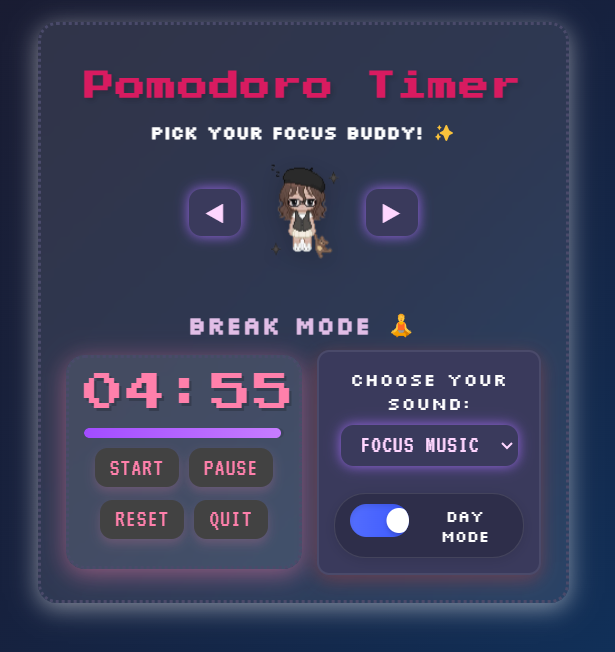 Pomodoro Timer
PICK YOUR FOCUS BUDDY! ✨
◀ ▶
BREAK MODE 🧘
04:55
START PAUSE
RESET QUIT
CHOOSE YOUR
SOUND:
FOCUS MUSIC
DAY
MODE